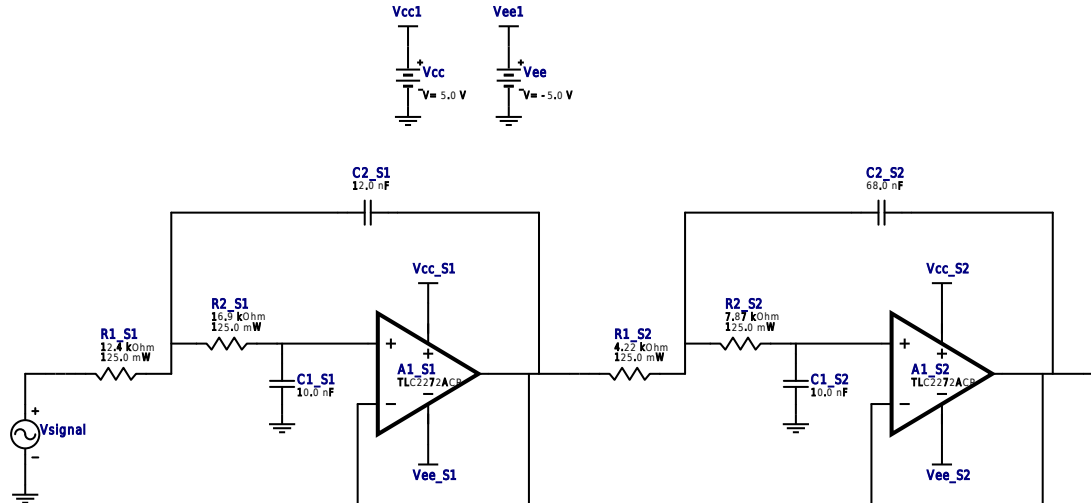 Vcc1
Vee1
+
Vcc
-
V= 5.0 V
+
Vee
-
V= -5.0 V
C2_S1
12.0 nF
C2_S2
68.0 nF
Vcc_S1
Vcc_S2
R2_S1
16.9 kOhm
125.0 mW
R2_S2
7.87 kOhm
125.0 mW
R1_S1
12.4 kOhm
125.0 mW
R1_S2
4.22 kOhm
125.0 mW
+
+
A1_S1
TLC2272ACP
−
−
+
+
A1_S2
TLC2272ACP
−
−
C1_S1
10.0 nF
C1_S2
10.0 nF
+
Vsignal
−
Vee_S1
Vee_S2